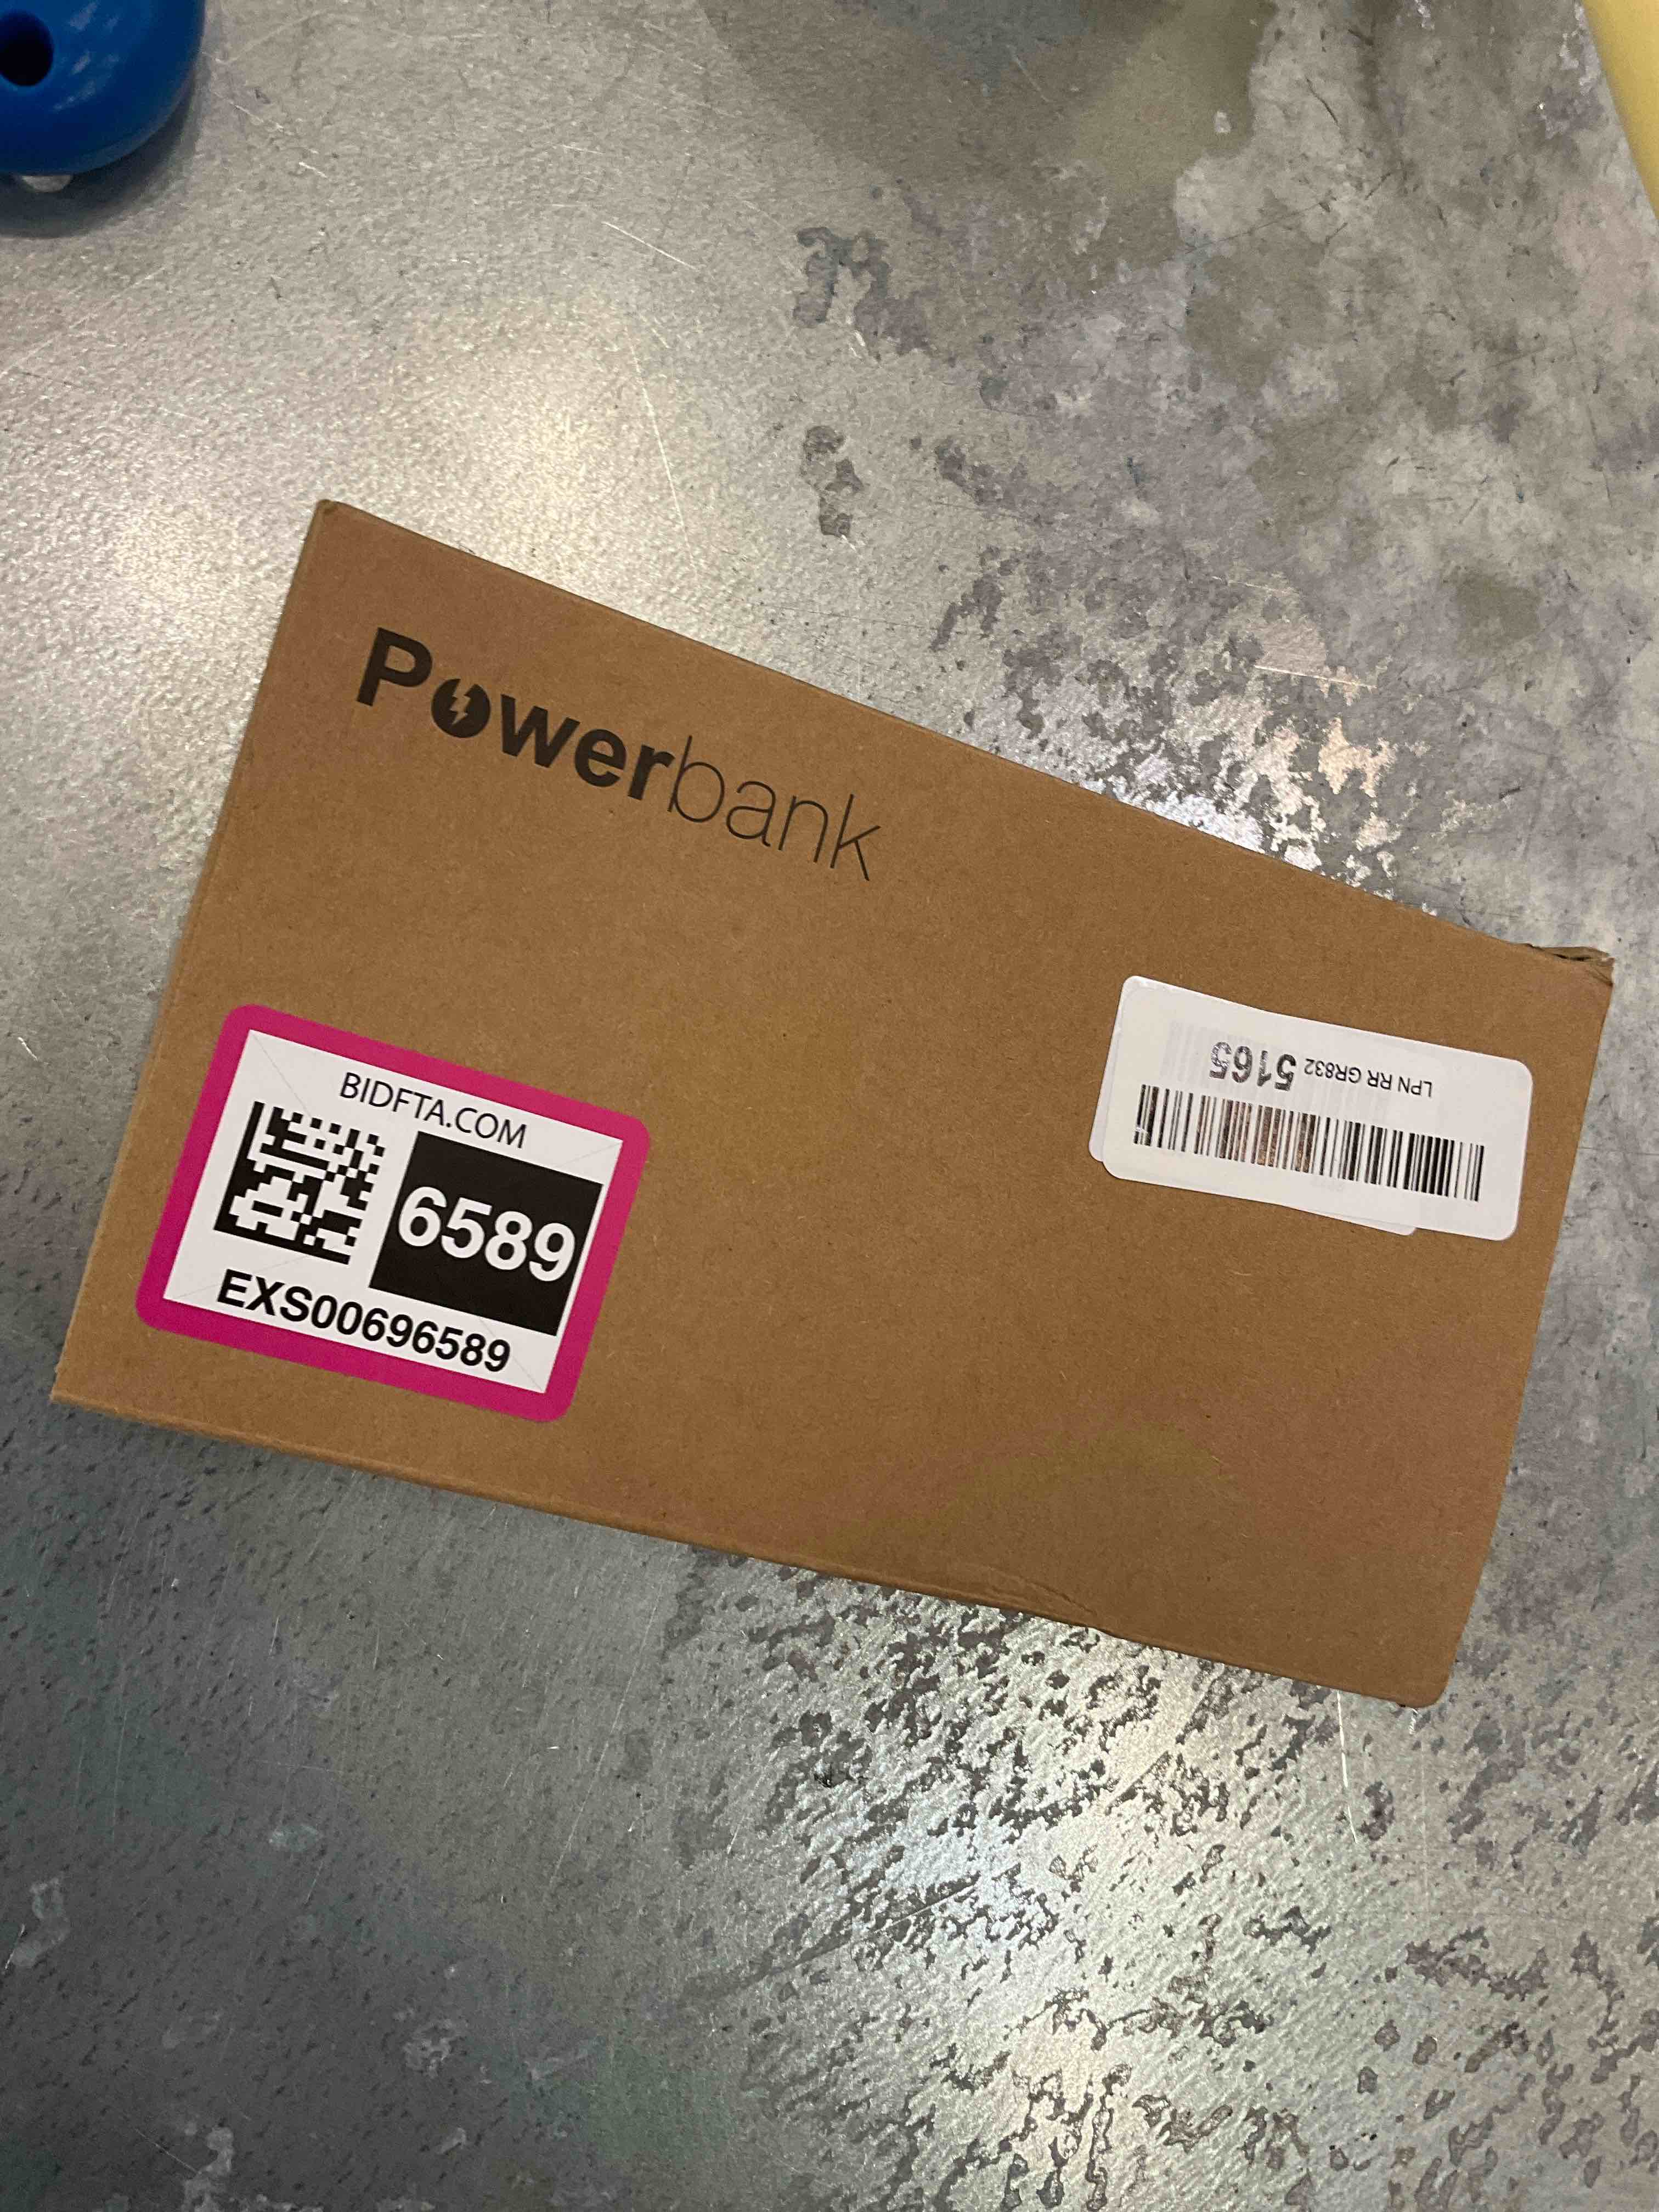 Powerbank
BIDFTA.COM
6589
EXS00696589
LPN RR GR832 5165